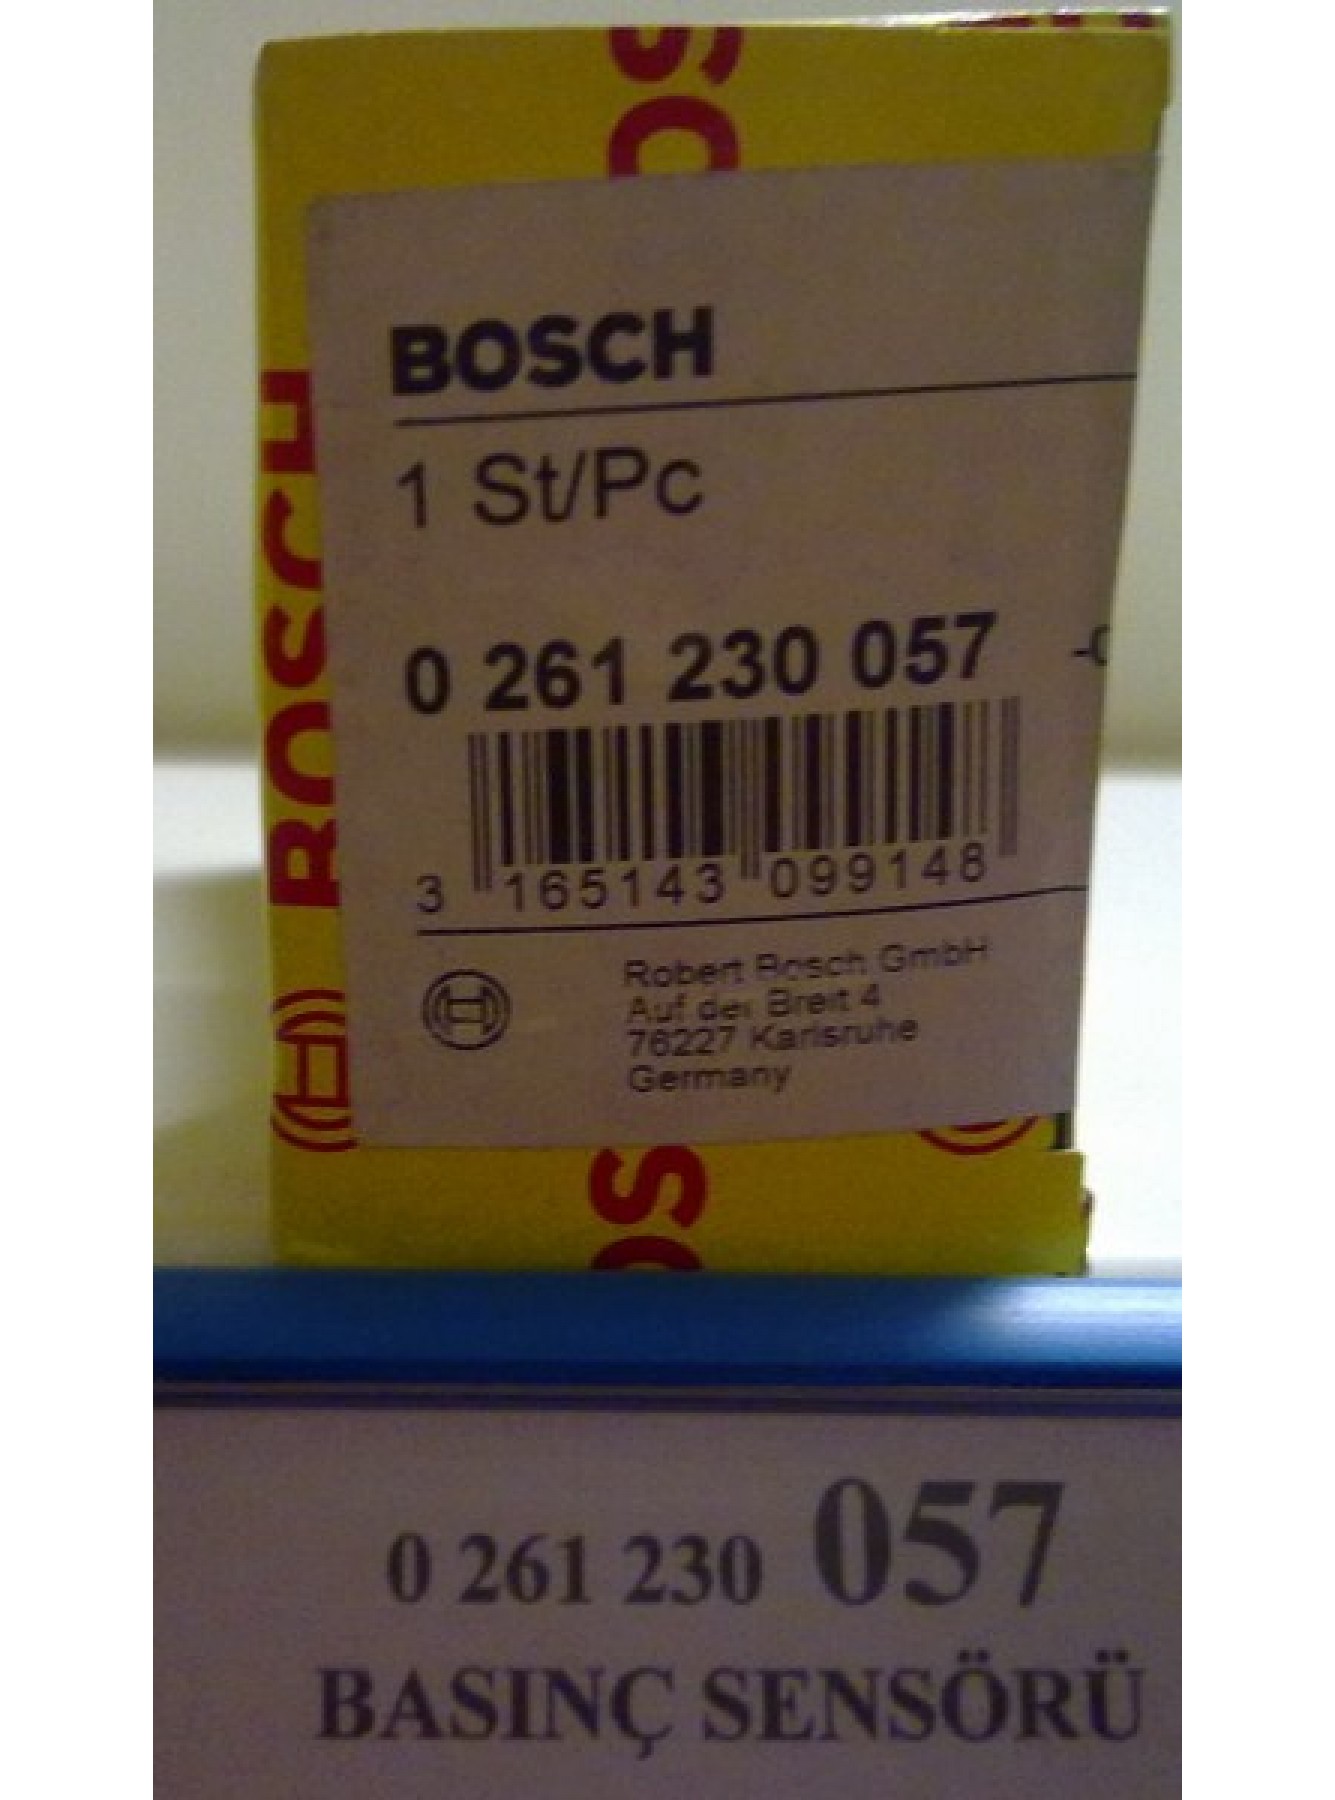 BOSCH
1 St/Pc
0 261 230 057
3 165143 099148
Robert Bosch GmbH
Auf der Breit 4
76227 Karlsruhe
Germany
BOSCH
0 261 230 057
BASINÇ SENSÖRÜ